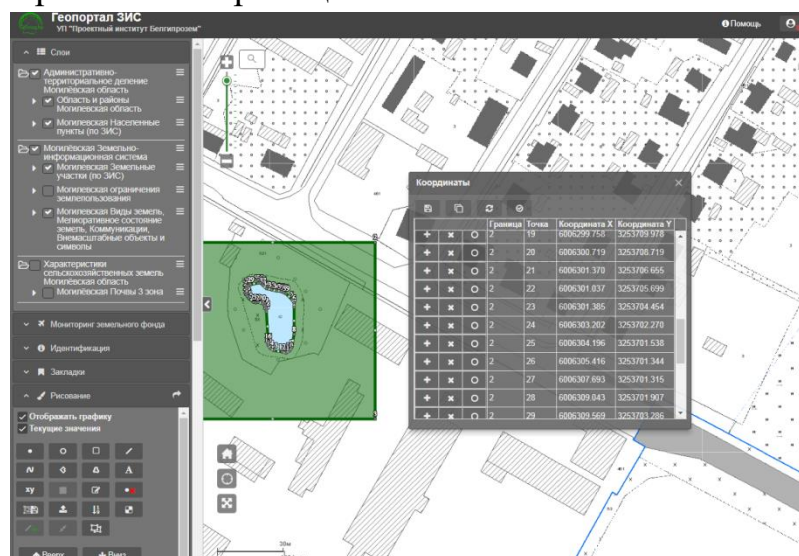 Геопортал ЗИС
УП "Проектный институт Белгипрозем"
Помощь
Слои
Административно-
территориальное деление
Могилёвская область
Область и районы
Могилевская область
Могилевская Населенные
пункты (по ЗИС)
Могилёвская Земельно-
информационная система
Могилевская Земельные
участки (по ЗИС)
Могилевская ограничения
землепользования
Могилевская Виды земель,
Мелиоративное состояние
земель, Коммуникации,
Внемасштабные объекты и
символы
Характеристики
сельскохозяйственных земель
Могилёвская область
Могилёвская Почвы 3 зона
Мониторинг земельного фонда
Идентификация
Закладки
Рисование
Отображать графику
Текущие значения
A
xy
Вверх
Вниз
20м
Координаты
Граница Точка Координата X Координата Y
2 19 6006299.758 3253709.978
2 20 6006300.719 3253708.719
2 21 6006301.370 3253706.655
2 22 6006301.037 3253705.699
2 23 6006301.385 3253704.454
2 24 6006303.202 3253702.270
2 25 6006304.196 3253701.538
2 26 6006305.416 3253701.344
2 27 6006307.693 3253701.315
2 28 6006309.043 3253701.907
2 29 6006309.569 3253703.286